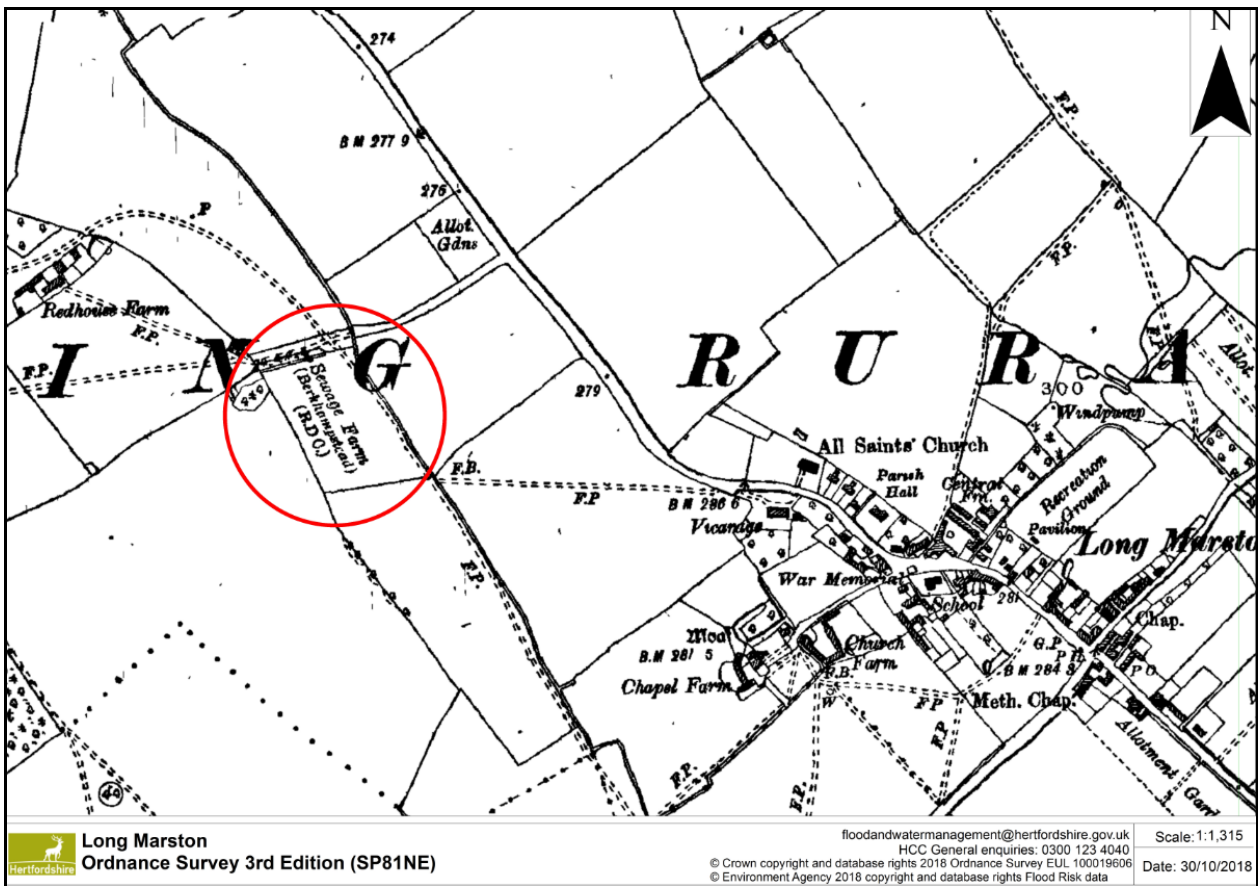 N
274
B M 277 9
276
Allot.
Gdns
F.P.
F.P.
P
Redhouse Farm
F.P.
F.P.
I N G R U R A
Sewage Farm
(Berkhampstead)
(R.D.C.)
279
F.B.
F.P
F.P.
All Saints' Church
Parish
Hall
Central
Fm.
300
Windpump
Allot
Recreation
Ground
Pavilion
B M 286 6
Vicarage
Long Marsto
War Memorial
School
281
Chap.
Moat
B.M 281 5
Chapel Farm
Church
Farm
F.B.
W
G.P
P.H.
B M 284 3
P O.
Meth. Chap.
F P
F.P
F.P.
F.P.
Allotment Gard
Long Marston
Ordnance Survey 3rd Edition (SP81NE)
Hertfordshire
floodandwatermanagement@hertfordshire.gov.uk
HCC General enquiries: 0300 123 4040
© Crown copyright and database rights 2018 Ordnance Survey EUL 100019606
© Environment Agency 2018 copyright and database rights Flood Risk data
Scale:1:1,315
Date: 30/10/2018